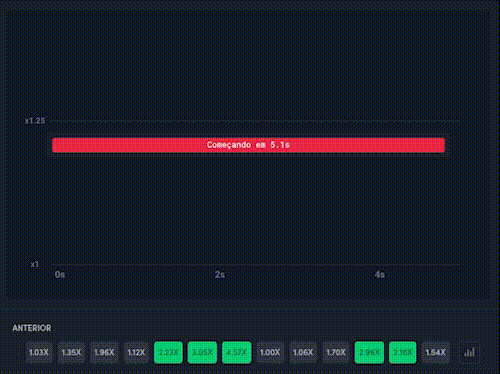 x1.25
Começando em 5.1s
x1
0s 2s 4s
ANTERIOR
1.03X 1.35X 1.96X 1.12X 2.23X 3.05X 4.57X 1.00X 1.06X 1.70X 2.96X 2.10X 1.54X